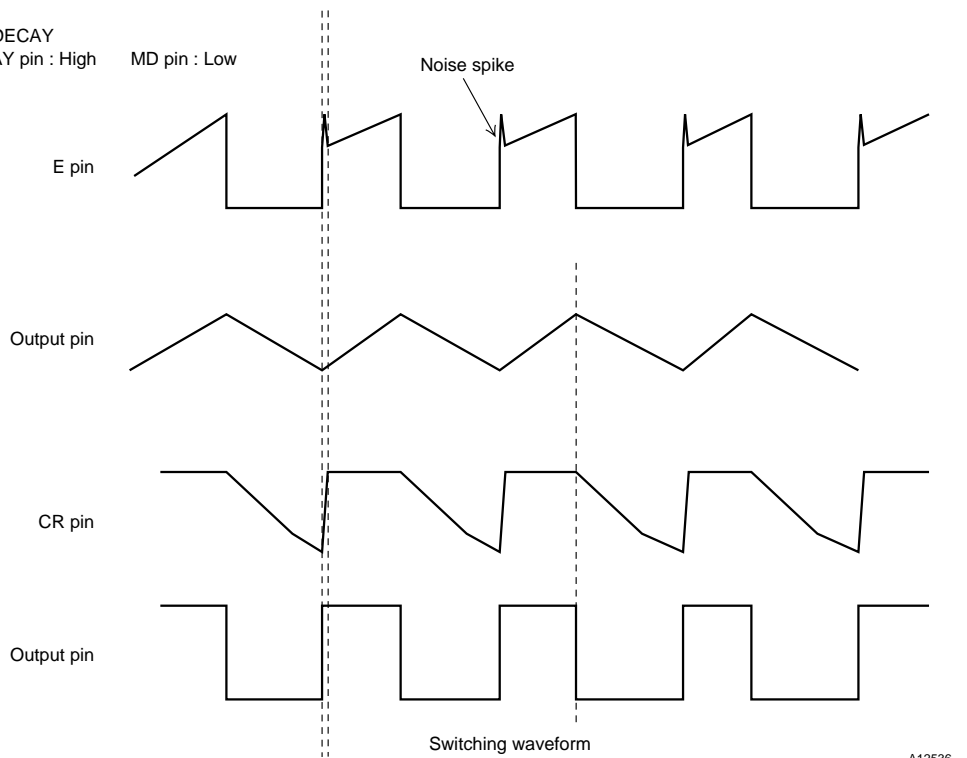 DECAY
AY pin : High MD pin : Low
Noise spike
E pin
Output pin
CR pin
Output pin
Switching waveform